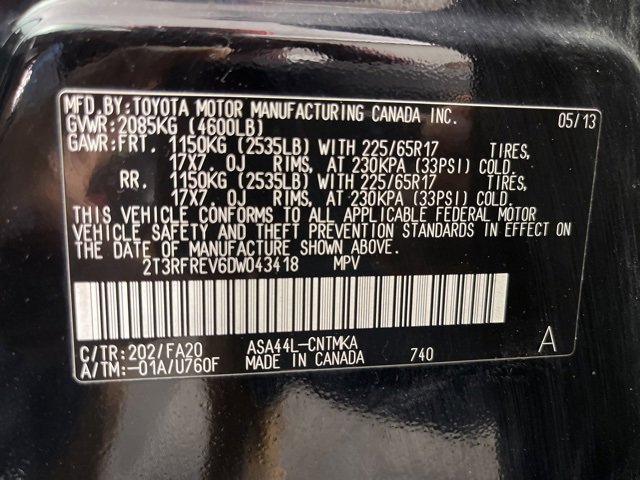 MFD.BY:TOYOTA MOTOR MANUFACTURING CANADA INC. 05/13
GVWR:2085KG (4600LB)
GAWR:FRT. 1150KG (2535LB) WITH 225/65R17 TIRES,
17X7.0J RIMS, AT 230KPA (33PSI) COLD.
RR. 1150KG (2535LB) WITH 225/65R17 TIRES,
17X7.0J RIMS, AT 230KPA (33PSI) COLD.
THIS VEHICLE CONFORMS TO ALL APPLICABLE FEDERAL MOTOR
VEHICLE SAFETY AND THEFT PREVENTION STANDARDS IN EFFECT ON
THE DATE OF MANUFACTURE SHOWN ABOVE.
2T3RFREV6DW043418 MPV
C/TR:202/FA20 ASA44L-CNTMKA A
A/TM:-01A/U760F MADE IN CANADA 740